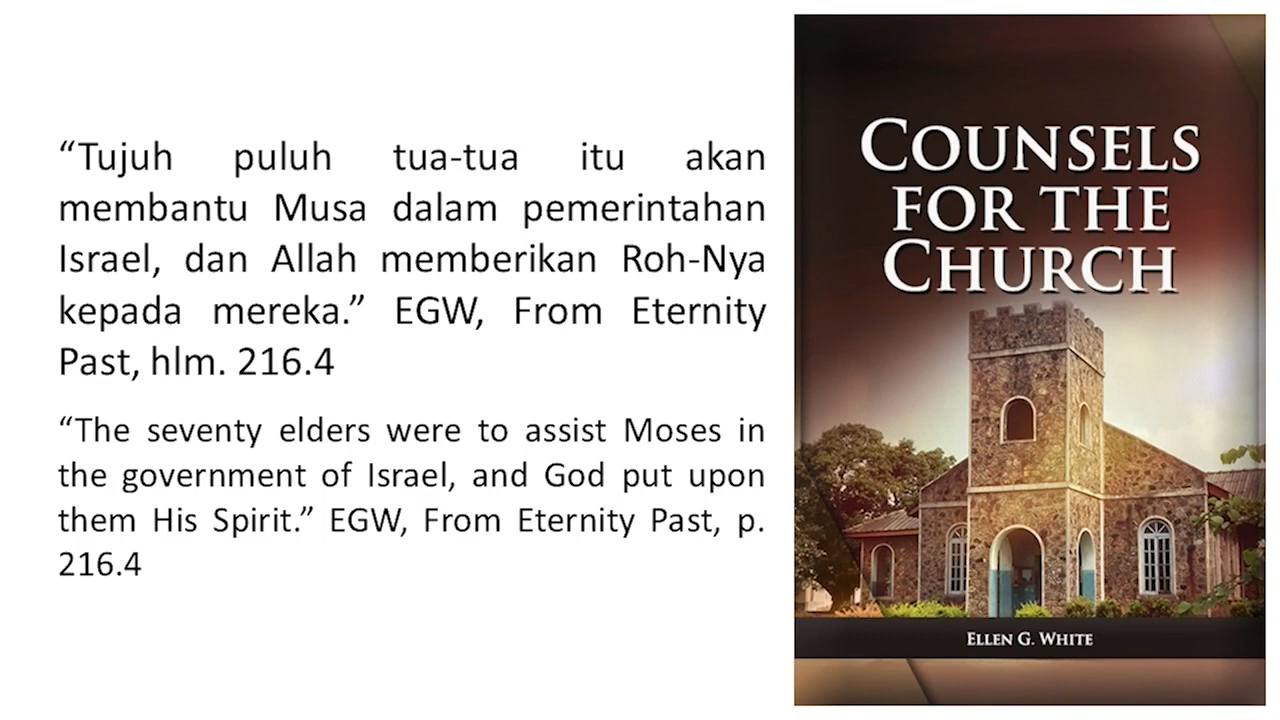 “Tujuh puluh tua-tua itu akan
membantu Musa dalam pemerintahan
Israel, dan Allah memberikan Roh-Nya
kepada mereka.” EGW, From Eternity
Past, hlm. 216.4
“The seventy elders were to assist Moses in
the government of Israel, and God put upon
them His Spirit.” EGW, From Eternity Past, p.
216.4
COUNSELS
FOR THE
CHURCH
ELLEN G. WHITE